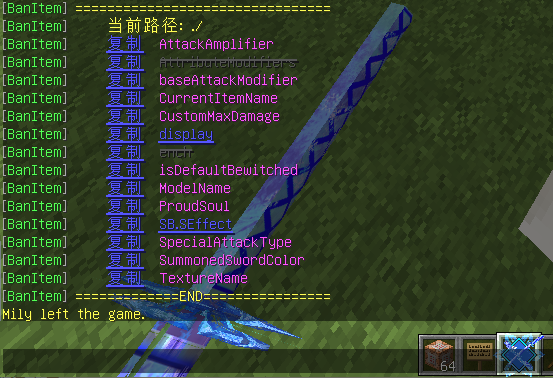 [BanItem] ==============================
[BanItem] 当前路径: ./
[BanItem] 复制 AttackAmplifier
[BanItem] 复制 AttributeModifiers
[BanItem] 复制 baseAttackModifier
[BanItem] 复制 CurrentItemName
[BanItem] 复制 CustomMaxDamage
[BanItem] 复制 display
[BanItem] 复制 ench
[BanItem] 复制 isDefaultBewitched
[BanItem] 复制 ModelName
[BanItem] 复制 ProudSoul
[BanItem] 复制 SB.SEffect
[BanItem] 复制 SpecialAttackType
[BanItem] 复制 SummonedSwordColor
[BanItem] 复制 TextureName
[BanItem] =============END===============
Mily left the game.
64